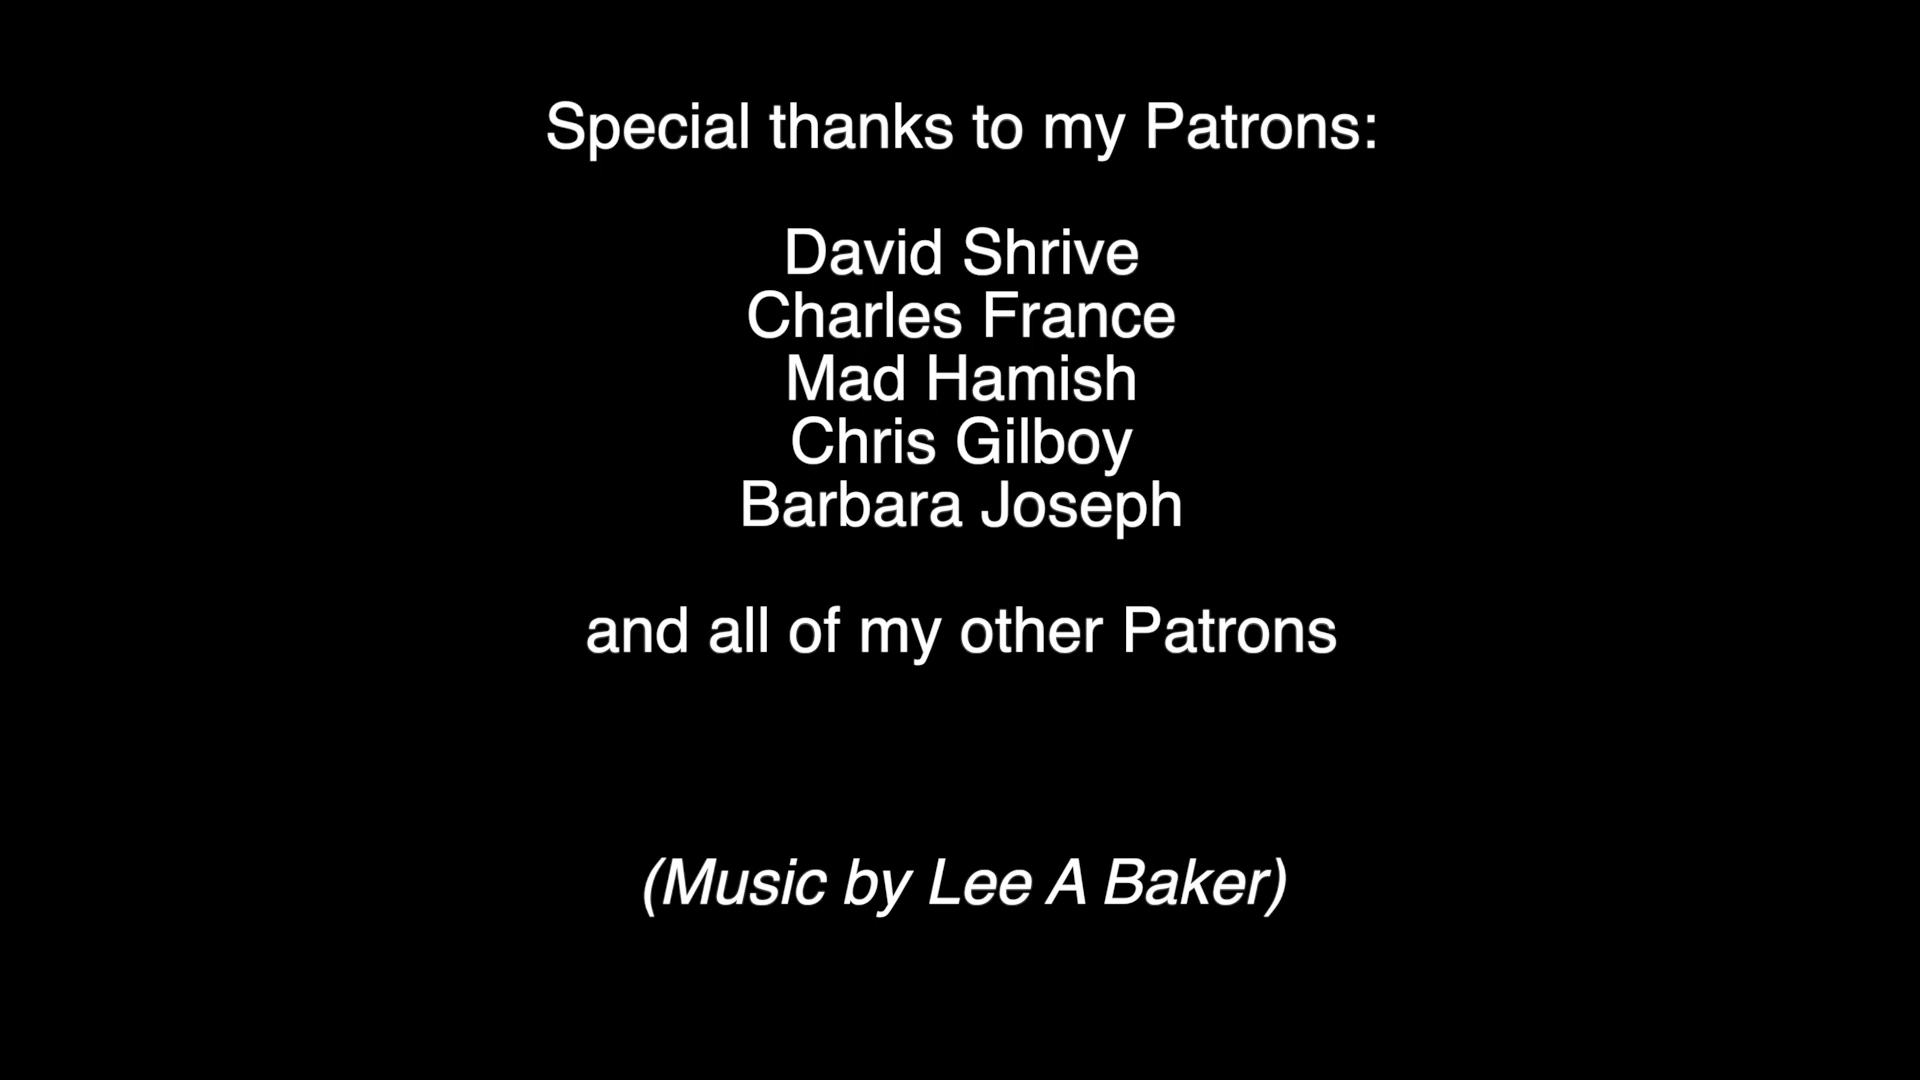 Special thanks to my Patrons:
David Shrive
Charles France
Mad Hamish
Chris Gilboy
Barbara Joseph
and all of my other Patrons
(Music by Lee A Baker)